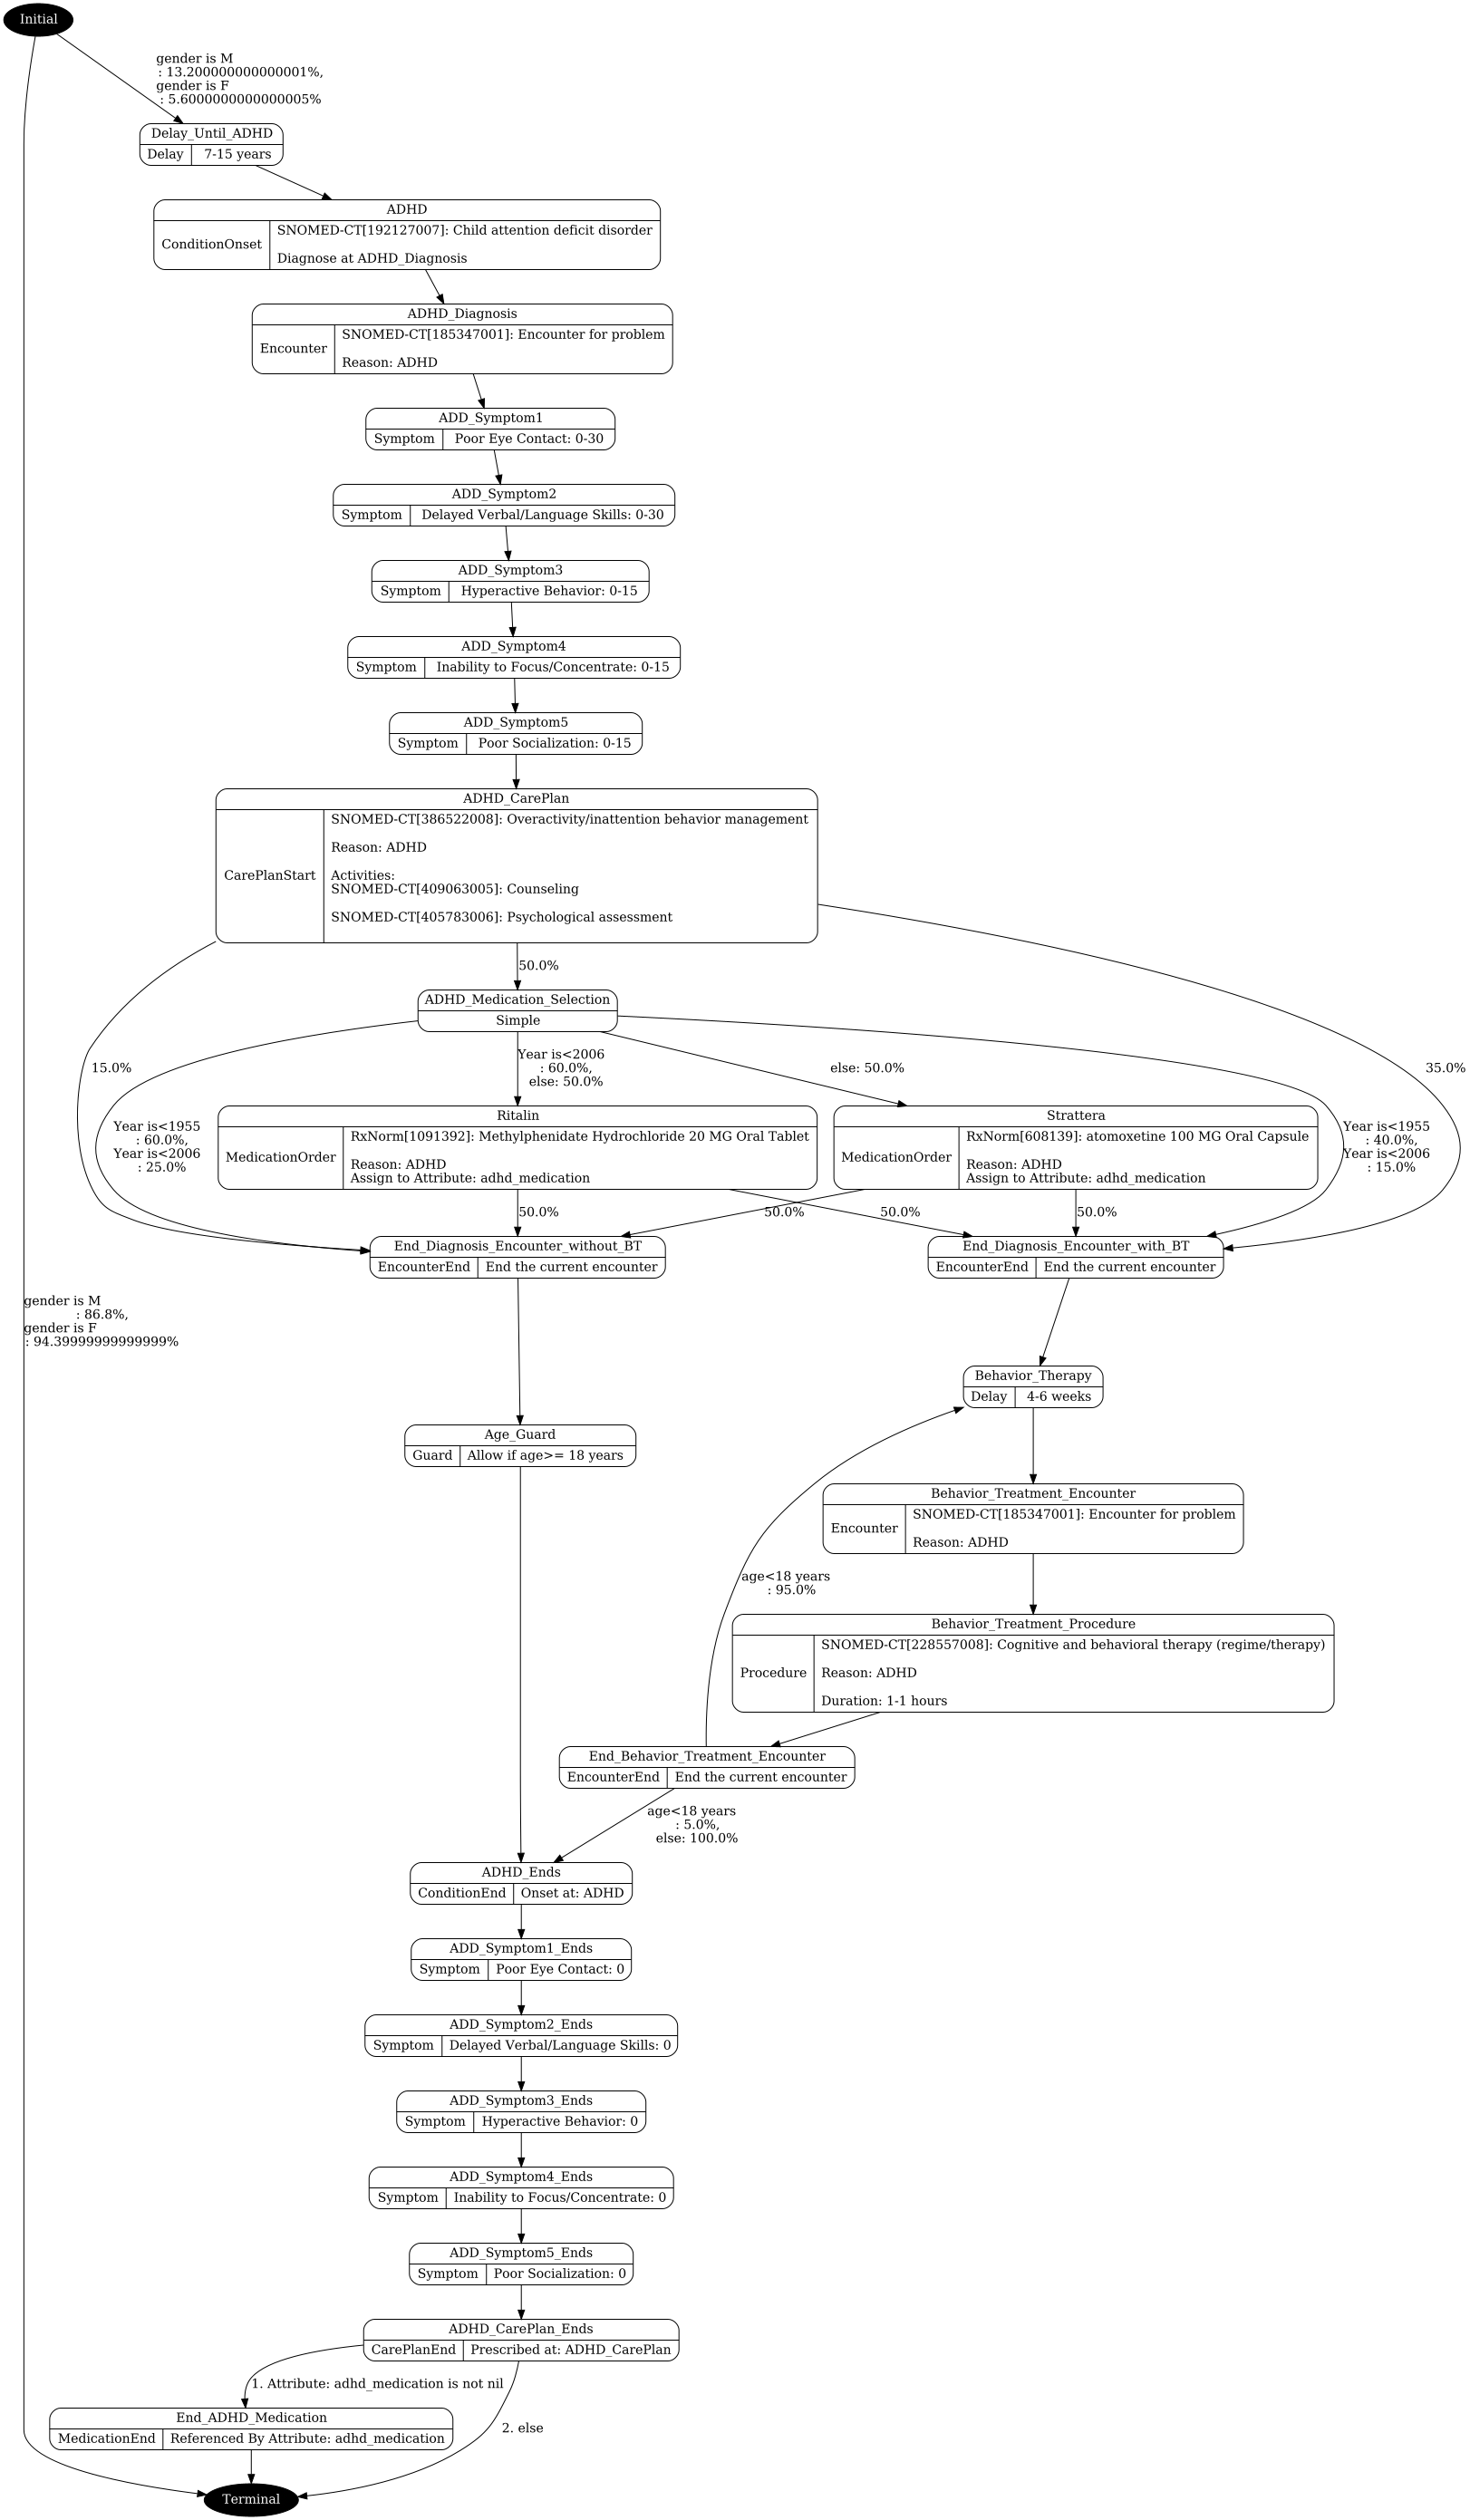 Initial
gender is M
: 13.200000000000001%,
gender is F
: 5.6000000000000005%
Delay_Until_ADHD
Delay 7-15 years
ADHD
ConditionOnset
SNOMED-CT[192127007]: Child attention deficit disorder
Diagnose at ADHD_Diagnosis
ADHD_Diagnosis
Encounter
SNOMED-CT[185347001]: Encounter for problem
Reason: ADHD
ADD_Symptom1
Symptom Poor Eye Contact: 0-30
ADD_Symptom2
Symptom Delayed Verbal/Language Skills: 0-30
ADD_Symptom3
Symptom Hyperactive Behavior: 0-15
ADD_Symptom4
Symptom Inability to Focus/Concentrate: 0-15
ADD_Symptom5
Symptom Poor Socialization: 0-15
ADHD_CarePlan
CarePlanStart
SNOMED-CT[386522008]: Overactivity/inattention behavior management
Reason: ADHD
Activities:
SNOMED-CT[409063005]: Counseling
SNOMED-CT[405783006]: Psychological assessment
50.0%
ADHD_Medication_Selection
Simple
15.0%
Year is<2006
: 60.0%,
else: 50.0%
else: 50.0%
35.0%
Year is<1955
: 60.0%,
Year is<2006
: 25.0%
Ritalin
MedicationOrder
RxNorm[1091392]: Methylphenidate Hydrochloride 20 MG Oral Tablet
Reason: ADHD
Assign to Attribute: adhd_medication
Strattera
MedicationOrder
RxNorm[608139]: atomoxetine 100 MG Oral Capsule
Reason: ADHD
Assign to Attribute: adhd_medication
Year is<1955
: 40.0%,
Year is<2006
: 15.0%
50.0%
50.0%
50.0%
50.0%
End_Diagnosis_Encounter_without_BT
EncounterEnd End the current encounter
End_Diagnosis_Encounter_with_BT
EncounterEnd End the current encounter
gender is M
: 86.8%,
gender is F
: 94.39999999999999%
Behavior_Therapy
Delay 4-6 weeks
Age_Guard
Guard Allow if age>= 18 years
Behavior_Treatment_Encounter
Encounter
SNOMED-CT[185347001]: Encounter for problem
Reason: ADHD
age<18 years
: 95.0%
Behavior_Treatment_Procedure
Procedure
SNOMED-CT[228557008]: Cognitive and behavioral therapy (regime/therapy)
Reason: ADHD
Duration: 1-1 hours
End_Behavior_Treatment_Encounter
EncounterEnd End the current encounter
age<18 years
: 5.0%,
else: 100.0%
ADHD_Ends
ConditionEnd Onset at: ADHD
ADD_Symptom1_Ends
Symptom Poor Eye Contact: 0
ADD_Symptom2_Ends
Symptom Delayed Verbal/Language Skills: 0
ADD_Symptom3_Ends
Symptom Hyperactive Behavior: 0
ADD_Symptom4_Ends
Symptom Inability to Focus/Concentrate: 0
ADD_Symptom5_Ends
Symptom Poor Socialization: 0
ADHD_CarePlan_Ends
CarePlanEnd Prescribed at: ADHD_CarePlan
1. Attribute: adhd_medication is not nil
End_ADHD_Medication
MedicationEnd Referenced By Attribute: adhd_medication
2. else
Terminal